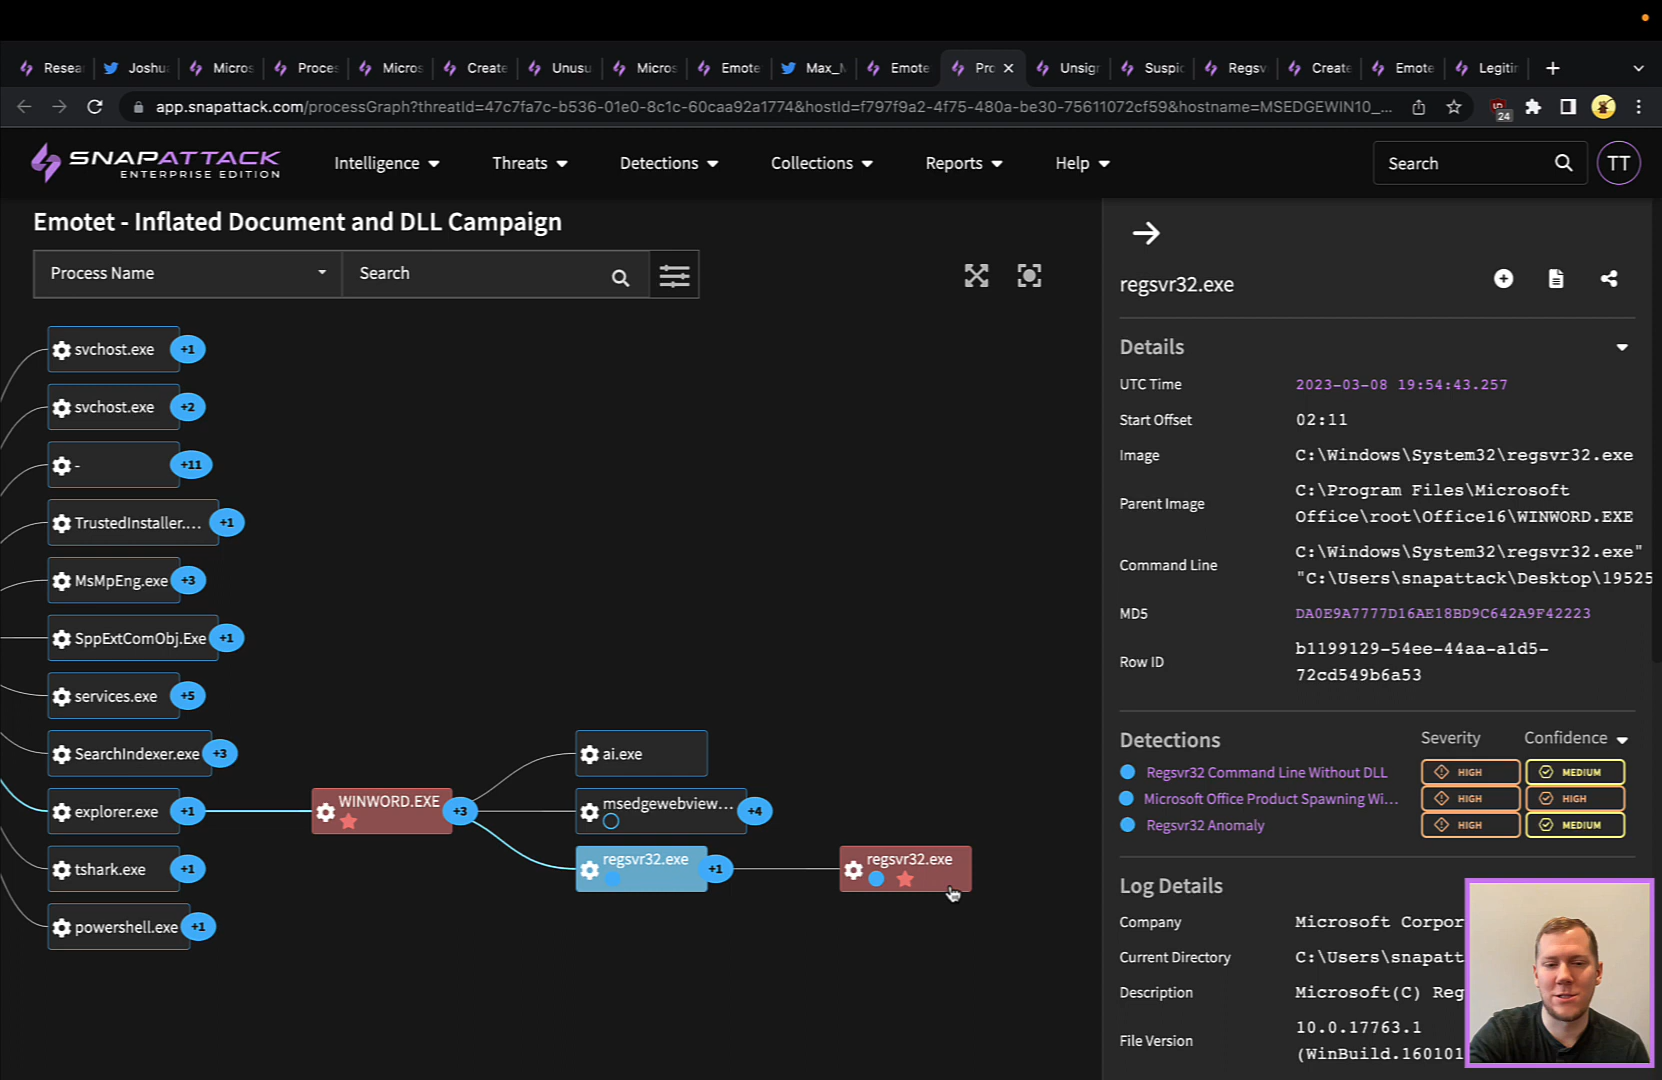 Resea
Joshu
Micros
Proce
Micros
Create
Unusu
Micros
Emote
Max_M
Emote
Pro
Unsign
Suspic
Regsv
Create
Emote
Legitin
app.snapattack.com/processGraph?threatId=47c7fa7c-b536-01e0-8c1c-60caa92a1774&hostId=f797f9a2-4f75-480a-be30-75611072cf59&hostname=MSEDGEWIN10_...
24
SNAPATTACK
ENTERPRISE EDITION
Intelligence
Threats
Detections
Collections
Reports
Help
Search
TT
Emotet - Inflated Document and DLL Campaign
Process Name
Search
svchost.exe +1
svchost.exe +2
- +11
TrustedInstaller.... +1
MsMpEng.exe +3
SppExtComObj.Exe +1
services.exe +5
SearchIndexer.exe +3
explorer.exe +1
tshark.exe +1
powershell.exe +1
WINWORD.EXE +3
ai.exe
msedgewebview... +4
regsvr32.exe +1
regsvr32.exe
regsvr32.exe
Details
UTC Time 2023-03-08 19:54:43.257
Start Offset 02:11
Image C:\Windows\System32\regsvr32.exe
Parent Image C:\Program Files\Microsoft
Office\root\Office16\WINWORD.EXE
Command Line C:\Windows\System32\regsvr32.exe"
"C:\Users\snapattack\Desktop\19525
MD5 DA0E9A7777D16AE18BD9C642A9F42223
Row ID b1199129-54ee-44aa-a1d5-
72cd549b6a53
Detections Severity Confidence
Regsvr32 Command Line Without DLL HIGH MEDIUM
Microsoft Office Product Spawning Wi... HIGH HIGH
Regsvr32 Anomaly HIGH MEDIUM
Log Details
Company Microsoft Corpor
Current Directory C:\Users\snapatt
Description Microsoft(C) Reg
File Version 10.0.17763.1
(WinBuild.160101